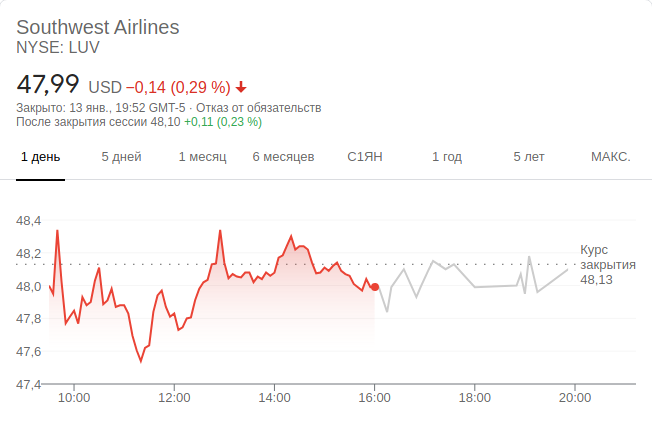 Southwest Airlines
NYSE: LUV
47,99 USD −0,14 (0,29 %)
Закрыто: 13 янв., 19:52 GMT-5 · Отказ от обязательств
После закрытия сессии 48,10 +0,11 (0,23 %)
1 день 5 дней 1 месяц 6 месяцев С1ЯН 1 год 5 лет МАКС.
48,4
48,2
48,0
47,8
47,6
47,4
Курс
закрытия
48,13
10:00 12:00 14:00 16:00 18:00 20:00